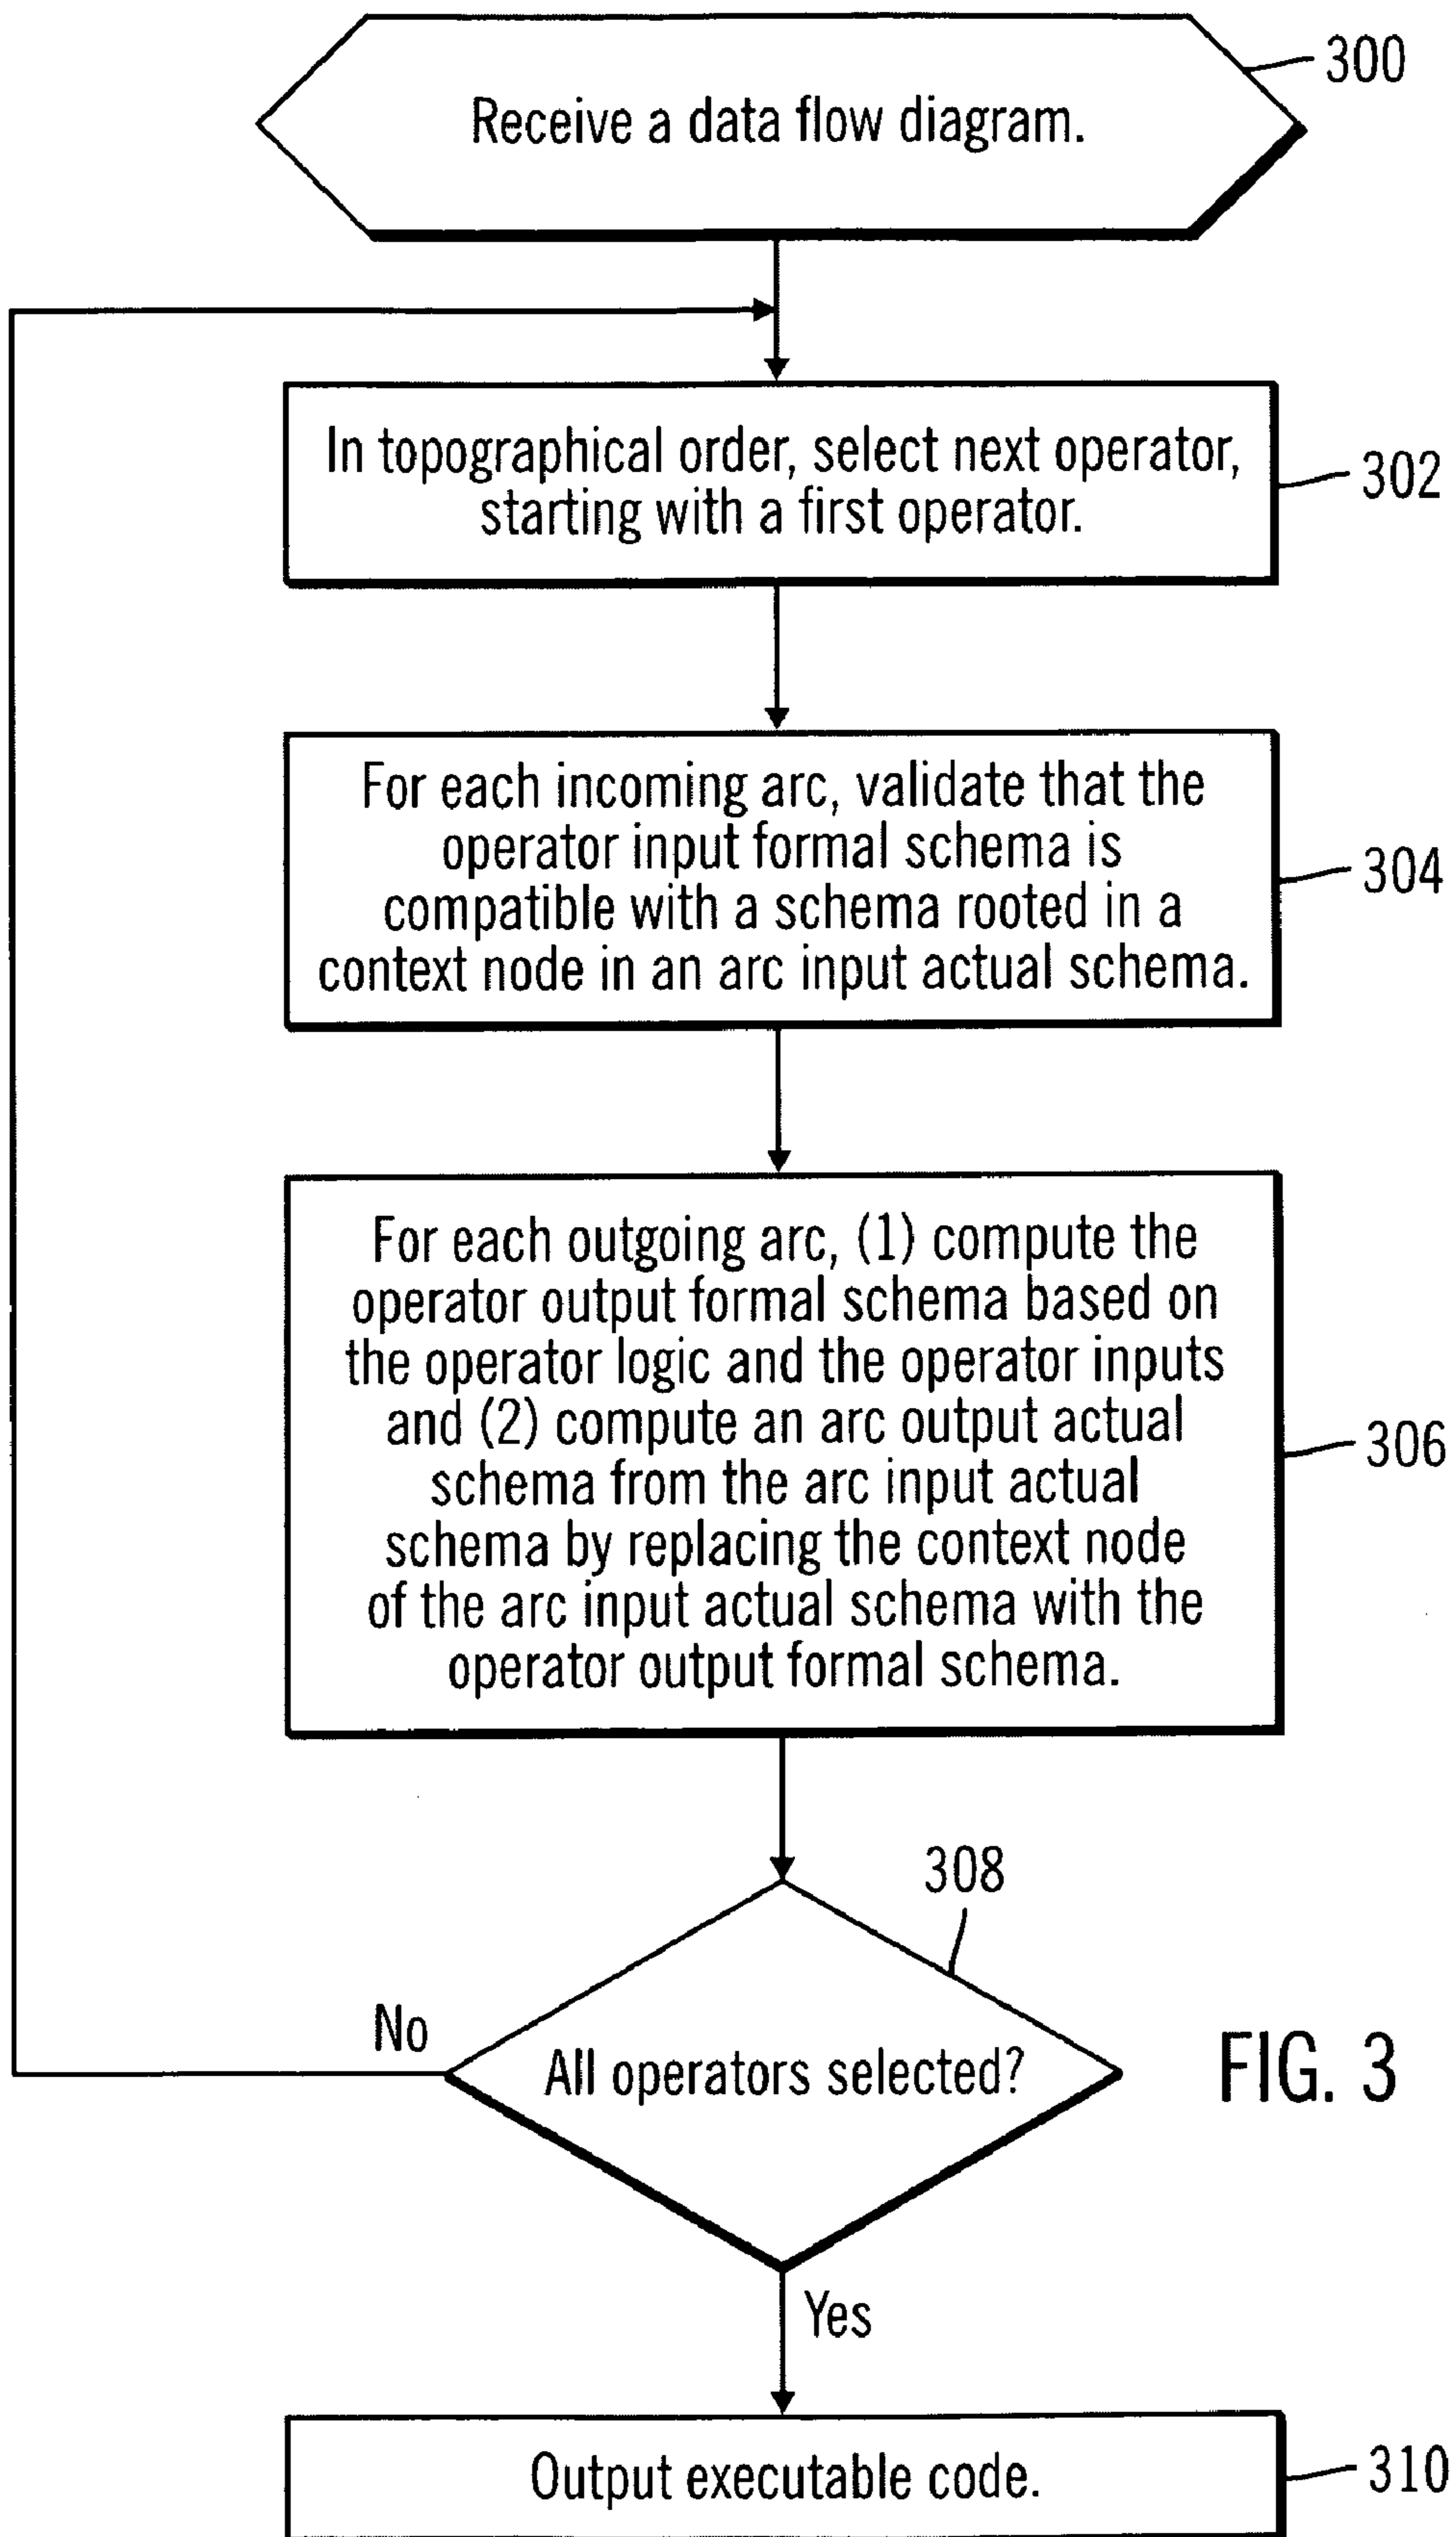 300
Receive a data flow diagram.
In topographical order, select next operator,
starting with a first operator.
302
For each incoming arc, validate that the
operator input formal schema is
compatible with a schema rooted in a
context node in an arc input actual schema.
304
For each outgoing arc, (1) compute the
operator output formal schema based on
the operator logic and the operator inputs
and (2) compute an arc output actual
schema from the arc input actual
schema by replacing the context node
of the arc input actual schema with the
operator output formal schema.
306
308
No
All operators selected?
FIG. 3
Yes
Output executable code.
310